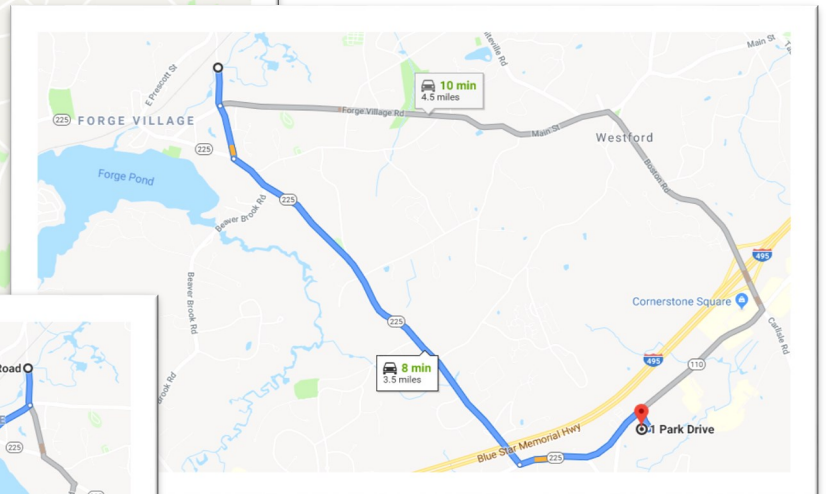 Main St
E Prescott St
10 min
4.5 miles
Forge Village Rd
225
FORGE VILLAGE
Main St
Westford
225
Boston Rd
Forge Pond
225
Beaver Brook Rd
495
Beaver Brook Rd
Cornerstone Square
225
Carlisle Rd
495
110
8 min
3.5 miles
Road
1 Park Drive
Blue Star Memorial Hwy
225
225